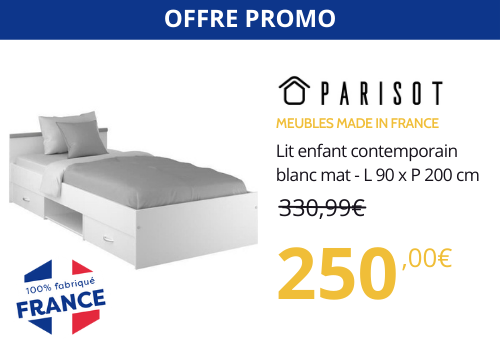 OFFRE PROMO
PARISOT
MEUBLES MADE IN FRANCE
Lit enfant contemporain
blanc mat - L 90 x P 200 cm
330,99€
250,00€
100% fabriqué
FRANCE